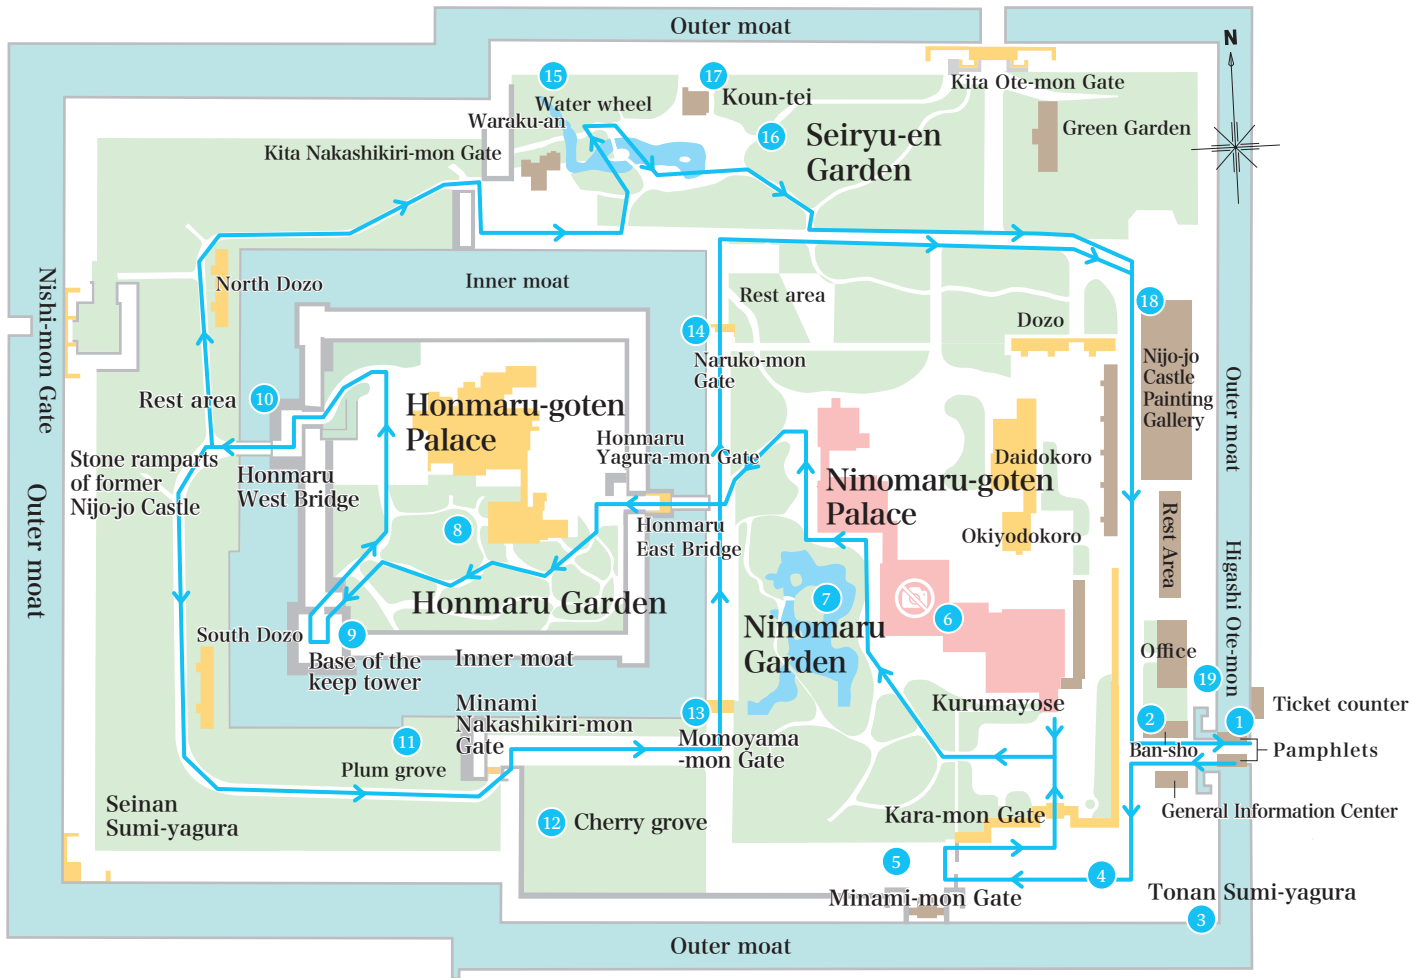 Outer moat
N
15
17
Kita Ote-mon Gate
Water wheel
Koun-tei
Waraku-an
16
Seiryu-en
Garden
Green Garden
Kita Nakashikiri-mon Gate
Nishi-mon Gate
North Dozo
Inner moat
Rest area
18
14
Dozo
Naruko-mon
Gate
Nijo-jo
Castle
Painting
Gallery
Outer moat
Rest area
10
Honmaru-goten
Palace
Honmaru
Yagura-mon Gate
Stone ramparts
of former
Nijo-jo Castle
Honmaru
West Bridge
Daidokoro
Ninomaru-goten
Palace
Outer moat
8
Honmaru
East Bridge
Okiyodokoro
Rest Area
Higashi Ote-mon
Honmaru Garden
7
6
Ninomaru
Garden
South Dozo
9
Base of the
keep tower
Inner moat
Office
19
Minami
Nakashikiri-mon
Gate
13
Momoyama
-mon Gate
Kurumayose
2
1
Ticket counter
11
Plum grove
Ban-sho
Pamphlets
Seinan
Sumi-yagura
12
Cherry grove
Kara-mon Gate
General Information Center
5
4
Minami-mon Gate
Tonan Sumi-yagura
3
Outer moat